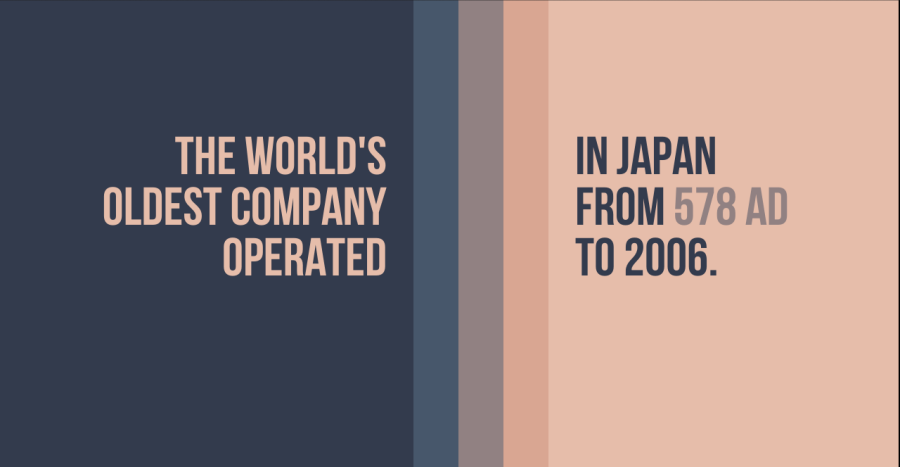 THE WORLD'S
OLDEST COMPANY
OPERATED
IN JAPAN
FROM 578 AD
TO 2006.